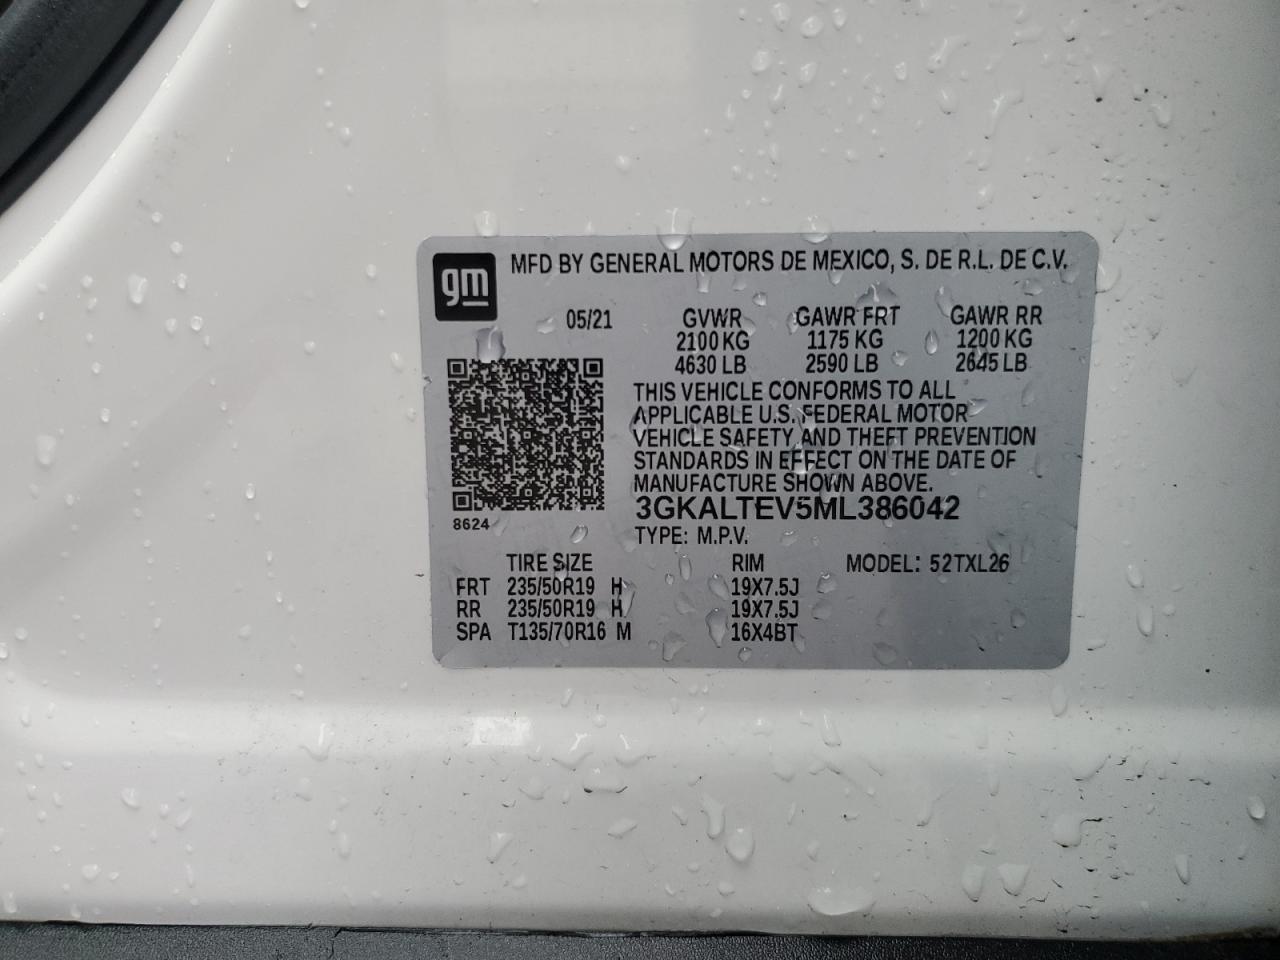 gm
MFD BY GENERAL MOTORS DE MEXICO, S. DE R.L. DE C.V.
05/21 GVWR GAWR FRT GAWR RR
2100 KG 1175 KG 1200 KG
4630 LB 2590 LB 2645 LB
THIS VEHICLE CONFORMS TO ALL
APPLICABLE U.S. FEDERAL MOTOR
VEHICLE SAFETY AND THEFT PREVENTION
STANDARDS IN EFFECT ON THE DATE OF
MANUFACTURE SHOWN ABOVE.
3GKALTEV5ML386042
8624
TYPE: M.P.V.
TIRE SIZE RIM MODEL: 52TXL26
FRT 235/50R19 H 19X7.5J
RR 235/50R19 H 19X7.5J
SPA T135/70R16 M 16X4BT